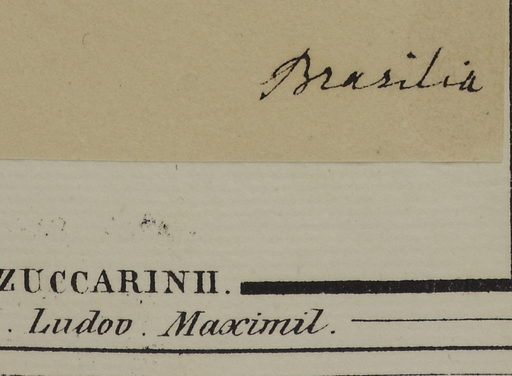 Brasilia
ZUCCARINII.
. Ludov. Maximil.